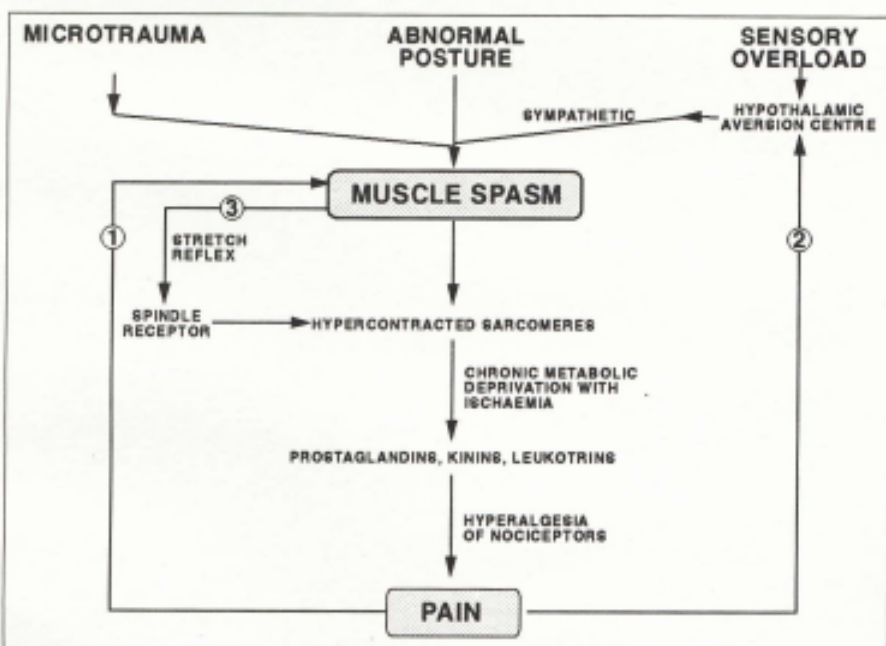 MICROTRAUMA
ABNORMAL
POSTURE
SENSORY
OVERLOAD
SYMPATHETIC
HYPOTHALAMIC
AVERSION CENTRE
MUSCLE SPASM
1
3
2
STRETCH
REFLEX
SPINDLE
RECEPTOR
HYPERCONTRACTED SARCOMERES
CHRONIC METABOLIC
DEPRIVATION WITH
ISCHAEMIA
PROSTAGLANDINS, KININS, LEUKOTRINS
HYPERALGESIA
OF NOCICEPTORS
PAIN